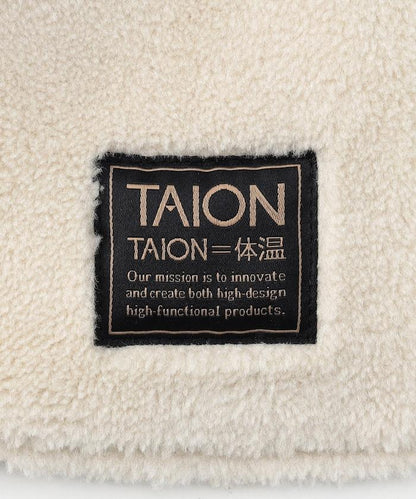 TAION
TAION=体温
Our mission is to innovate
and create both high-design
high-functional products.